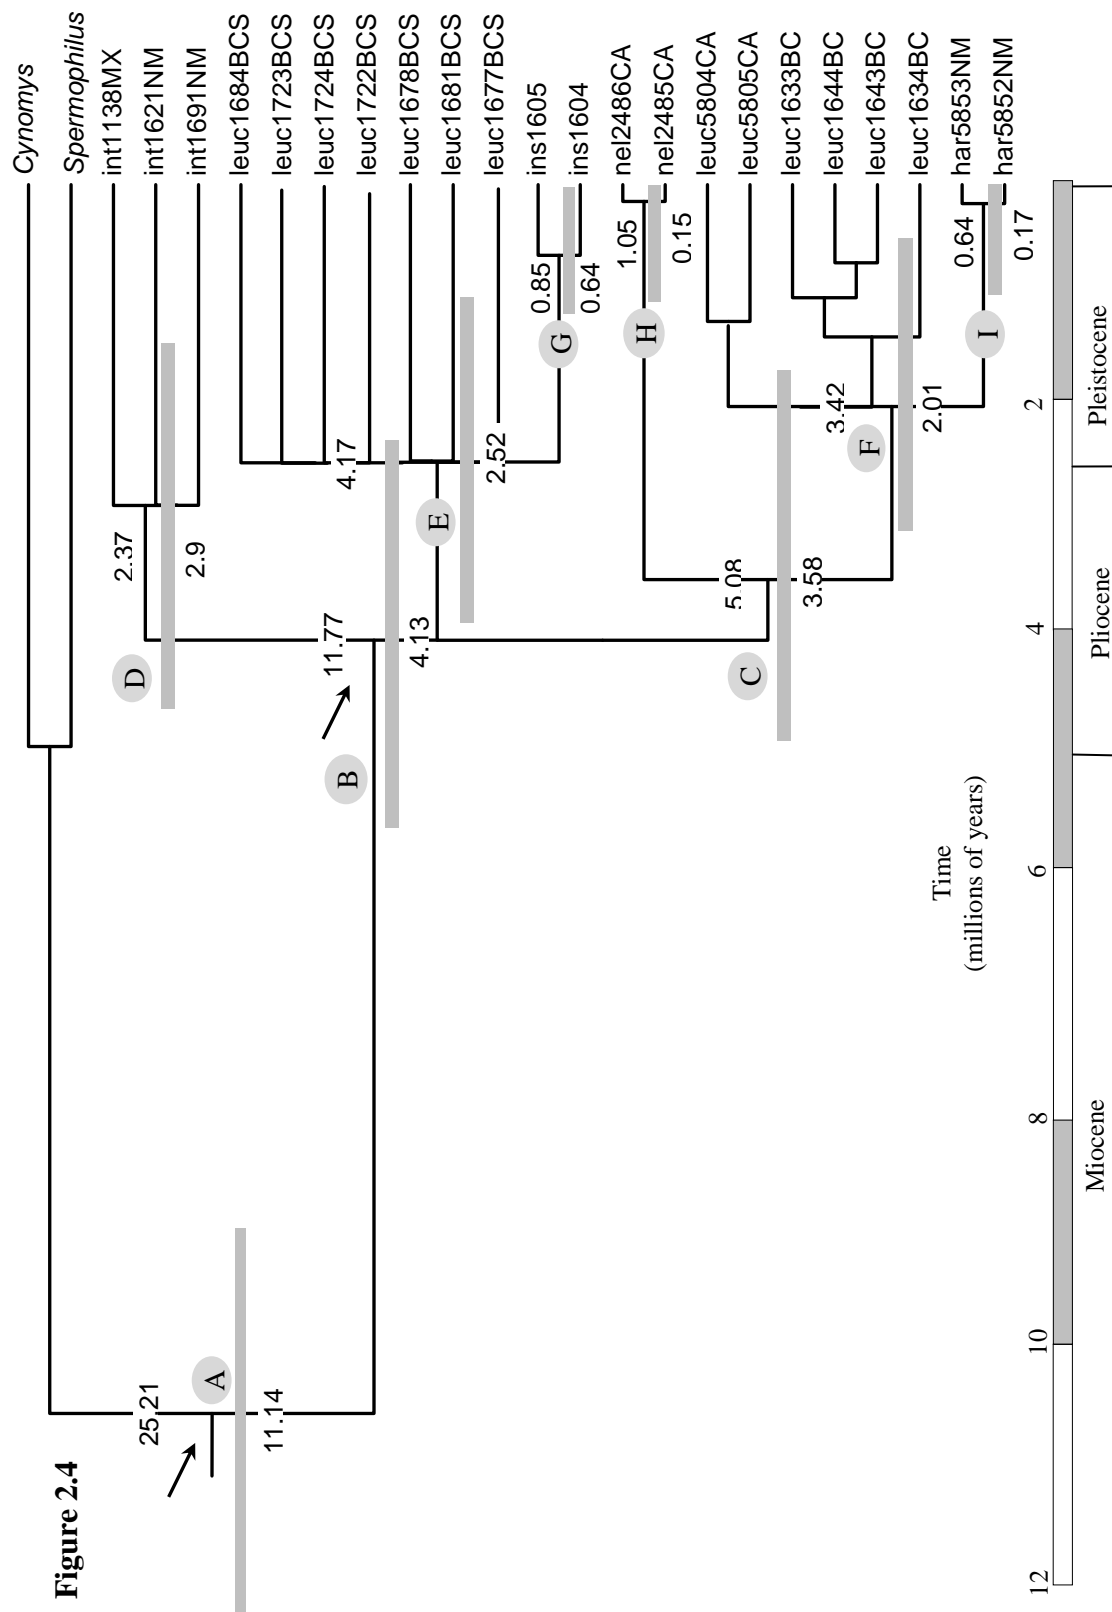 Figure 2.4
Cynomys
Spermophilus
int1138MX
int1621NM
int1691NM
leuc1684BCS
leuc1723BCS
leuc1724BCS
leuc1722BCS
leuc1678BCS
leuc1681BCS
leuc1677BCS
ins1605
ins1604
nel2486CA
nel2485CA
leuc5804CA
leuc5805CA
leuc1633BC
leuc1644BC
leuc1643BC
leuc1634BC
har5853NM
har5852NM
25.21
A
11.14
D
2.37
2.9
B
11.77
4.13
4.17
E
2.52
G
0.85
0.64
H
1.05
0.15
C
5.08
3.58
3.42
F
2.01
I
0.64
0.17
Time
(millions of years)
12
10
8
6
4
2
Miocene
Pliocene
Pleistocene